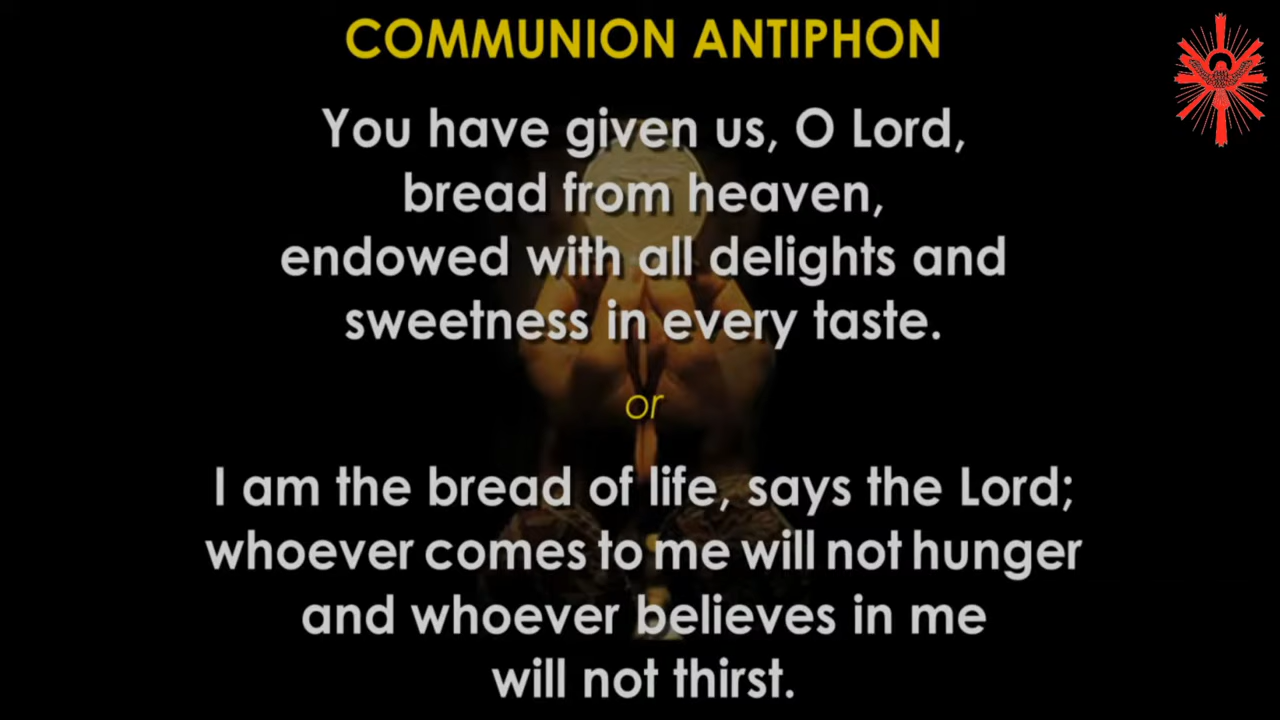 COMMUNION ANTIPHON
You have given us, O Lord,
bread from heaven,
endowed with all delights and
sweetness in every taste.
or
I am the bread of life, says the Lord;
whoever comes to me will not hunger
and whoever believes in me
will not thirst.